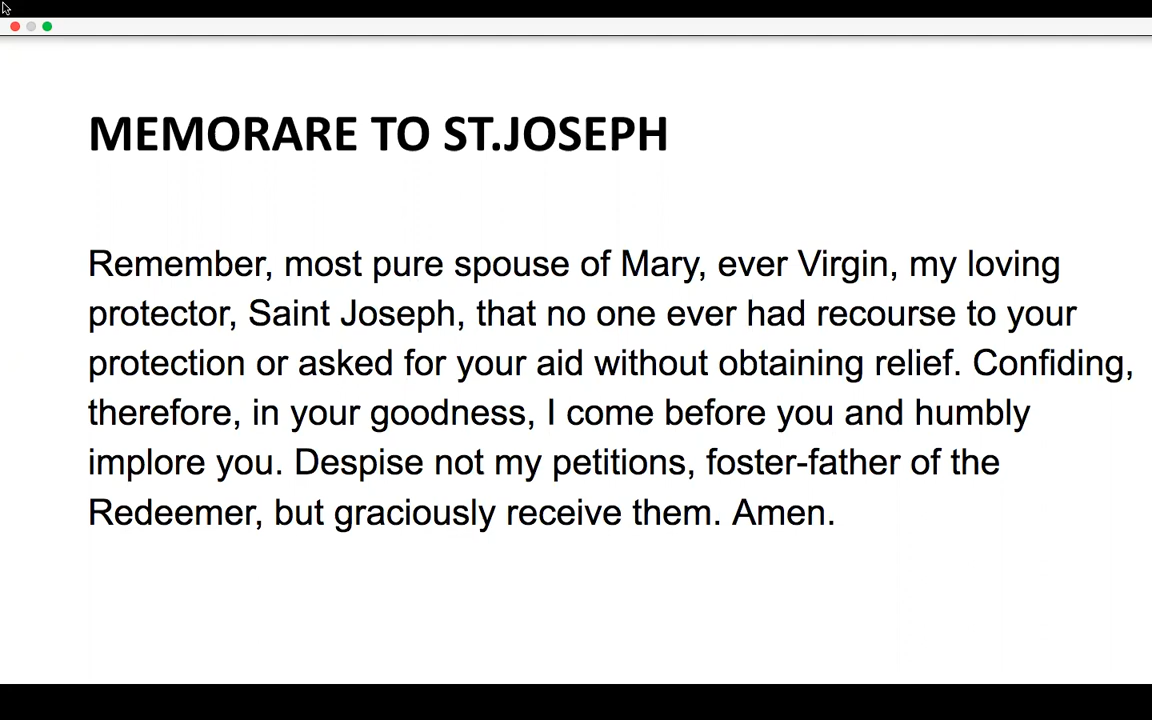 MEMORARE TO ST.JOSEPH
Remember, most pure spouse of Mary, ever Virgin, my loving
protector, Saint Joseph, that no one ever had recourse to your
protection or asked for your aid without obtaining relief. Confiding,
therefore, in your goodness, I come before you and humbly
implore you. Despise not my petitions, foster-father of the
Redeemer, but graciously receive them. Amen.